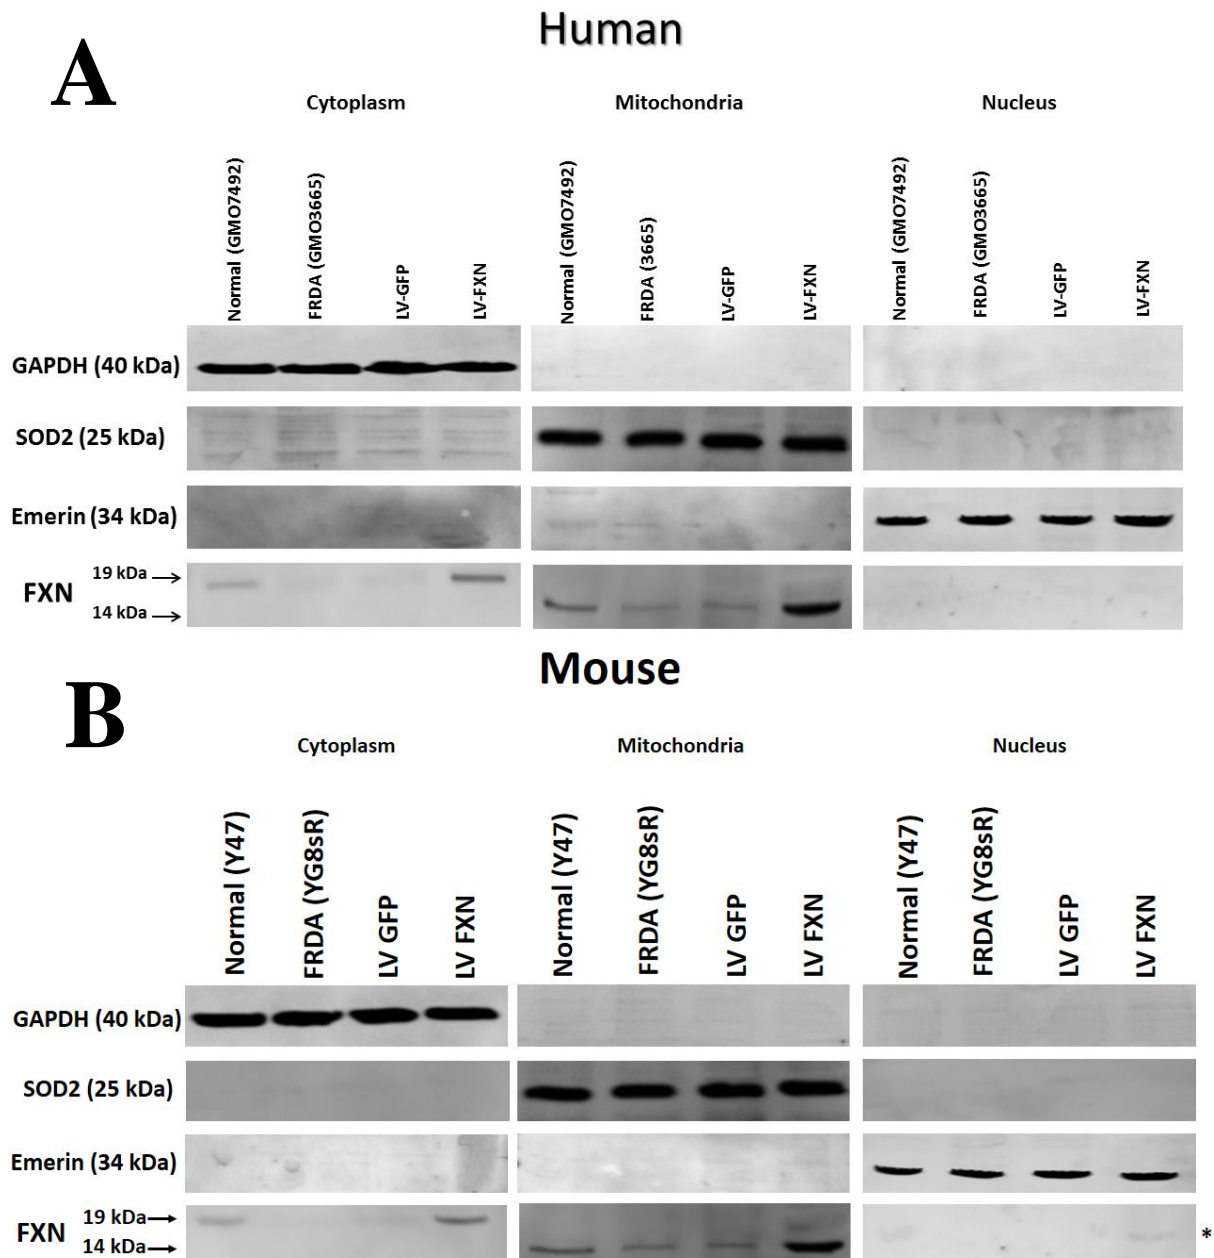 Human
A
Cytoplasm Mitochondria Nucleus
Normal (GMO7492) FRDA (GMO3665) LV-GFP LV-FXN Normal (GMO7492) FRDA (3665) LV-GFP LV-FXN Normal (GMO7492) FRDA (GMO3665) LV-GFP LV-FXN
GAPDH (40 kDa)
SOD2 (25 kDa)
Emerin (34 kDa)
19 kDa
FXN
14 kDa
Mouse
B
Cytoplasm Mitochondria Nucleus
Normal (Y47) FRDA (YG8sR) LV GFP LV FXN Normal (Y47) FRDA (YG8sR) LV GFP LV FXN Normal (Y47) FRDA (YG8sR) LV GFP LV FXN
GAPDH (40 kDa)
SOD2 (25 kDa)
Emerin (34 kDa)
19 kDa
FXN *
14 kDa